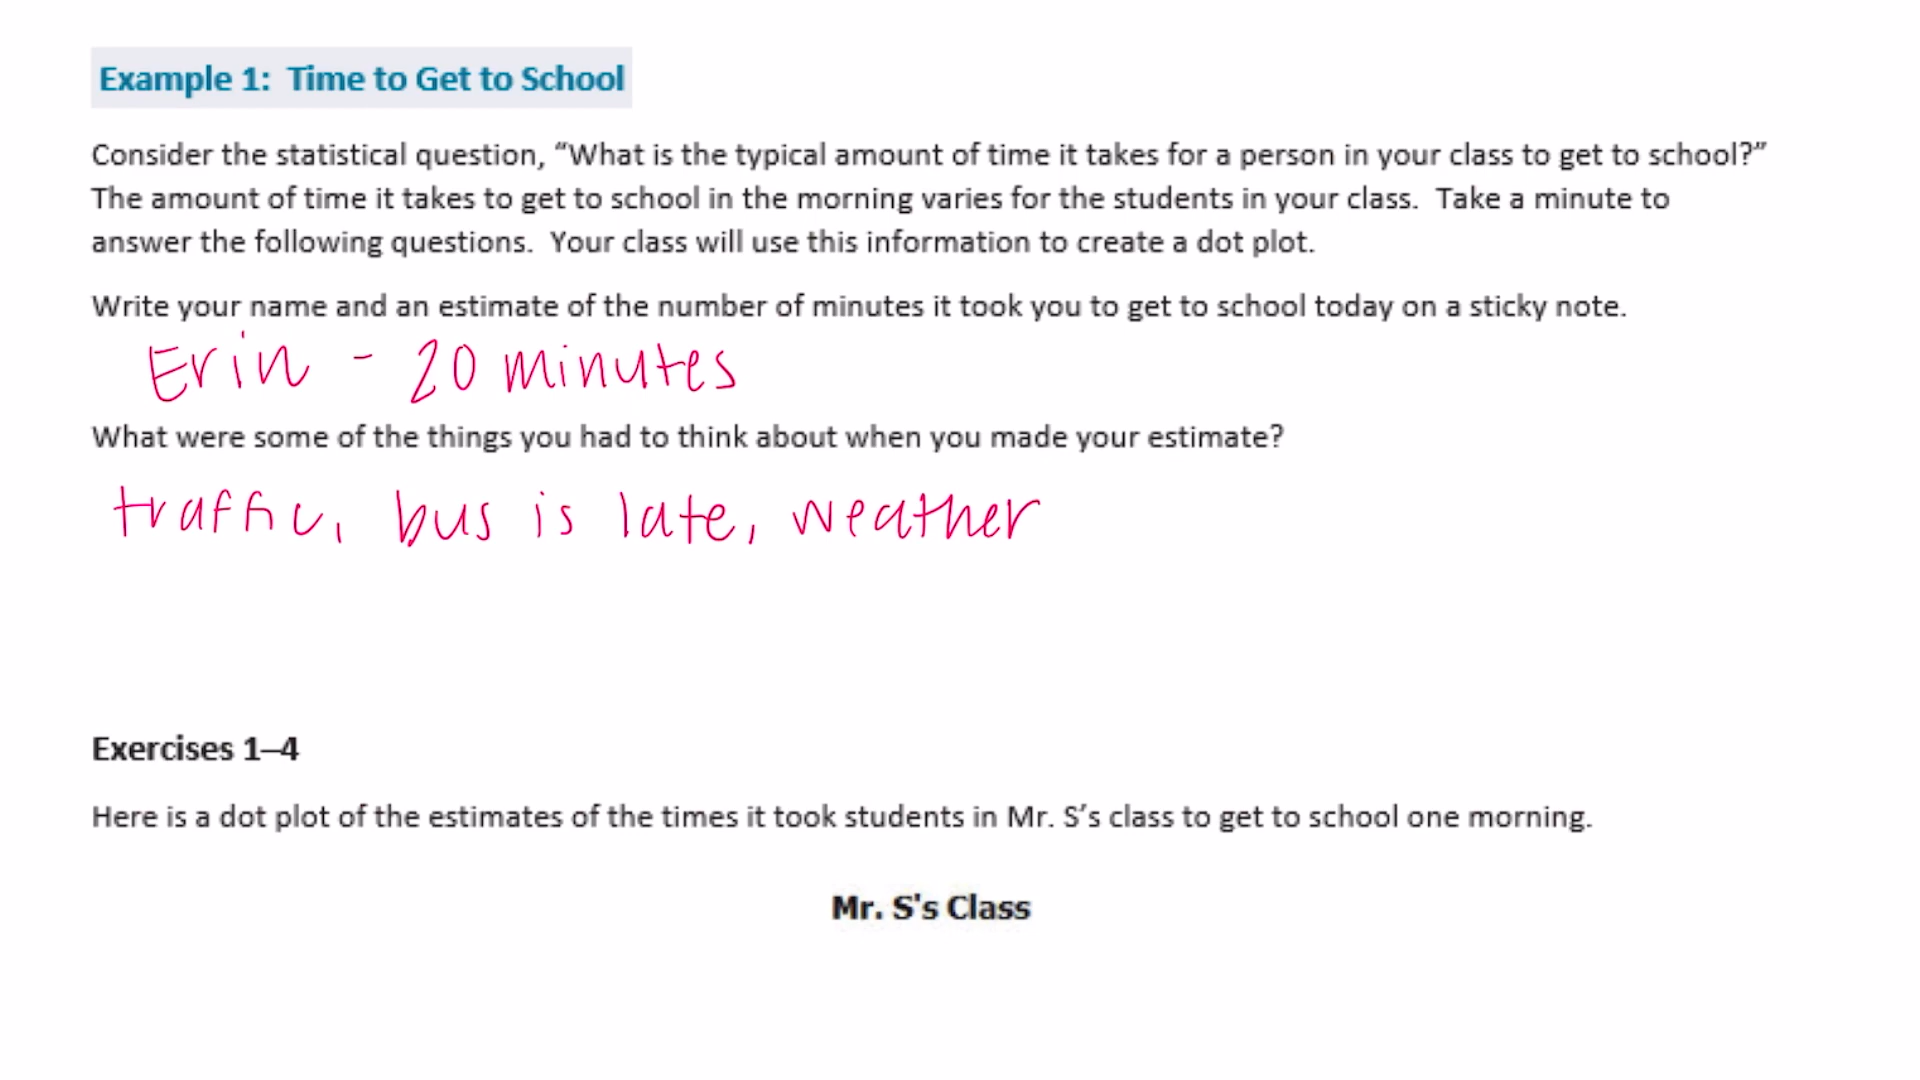 Example 1:  Time to Get to School
Consider the statistical question, “What is the typical amount of time it takes for a person in your class to get to school?”
The amount of time it takes to get to school in the morning varies for the students in your class.  Take a minute to
answer the following questions.  Your class will use this information to create a dot plot.
Write your name and an estimate of the number of minutes it took you to get to school today on a sticky note.
Erin - 20 minutes
What were some of the things you had to think about when you made your estimate?
traffic, bus is late, weather
Exercises 1–4
Here is a dot plot of the estimates of the times it took students in Mr. S’s class to get to school one morning.
Mr. S's Class